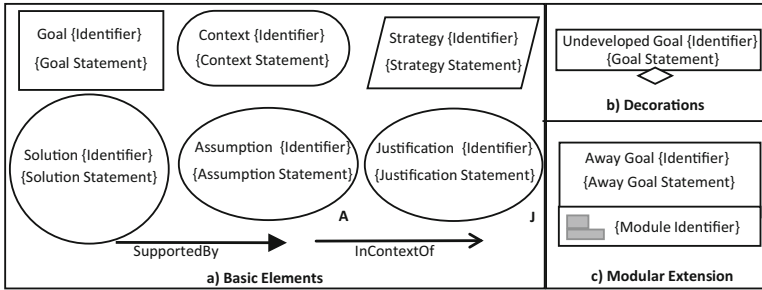 Goal {Identifier}
{Goal Statement}
Context {Identifier}
{Context Statement}
Strategy {Identifier}
{Strategy Statement}
Solution {Identifier}
{Solution Statement}
Assumption {Identifier}
{Assumption Statement}
A
Justification {Identifier}
{Justification Statement}
J
SupportedBy
InContextOf
a) Basic Elements
Undeveloped Goal {Identifier}
{Goal Statement}
b) Decorations
Away Goal {Identifier}
{Away Goal Statement}
{Module Identifier}
c) Modular Extension